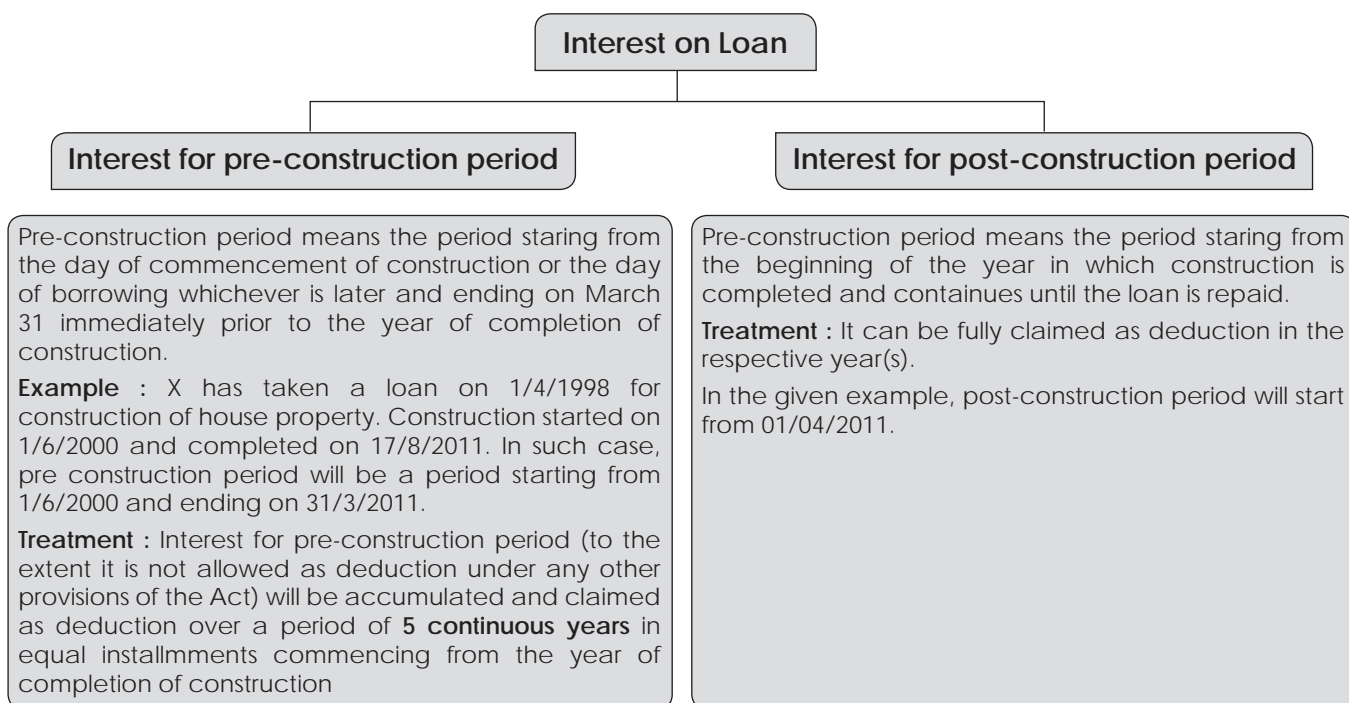 Interest on Loan
Interest for pre-construction period
Interest for post-construction period
Pre-construction period means the period staring from
the day of commencement of construction or the day
of borrowing whichever is later and ending on March
31 immediately prior to the year of completion of
construction.
Example : X has taken a loan on 1/4/1998 for
construction of house property. Construction started on
1/6/2000 and completed on 17/8/2011. In such case,
pre construction period will be a period starting from
1/6/2000 and ending on 31/3/2011.
Treatment : Interest for pre-construction period (to the
extent it is not allowed as deduction under any other
provisions of the Act) will be accumulated and claimed
as deduction over a period of 5 continuous years in
equal installmments commencing from the year of
completion of construction
Pre-construction period means the period staring from
the beginning of the year in which construction is
completed and containues until the loan is repaid.
Treatment : It can be fully claimed as deduction in the
respective year(s).
In the given example, post-construction period will start
from 01/04/2011.